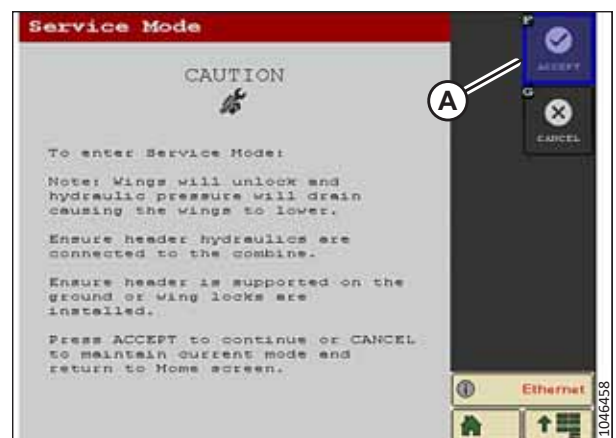 Service Mode
F
ACCEPT
A
G
CANCEL
CAUTION
To enter Service Mode:
Note: Wings will unlock and
hydraulic pressure will drain
causing the wings to lower.
Ensure header hydraulics are
connected to the combine.
Ensure header is supported on the
ground or wing locks are
installed.
Press ACCEPT to continue or CANCEL
to maintain current mode and
return to Home screen.
Ethernet
1046458